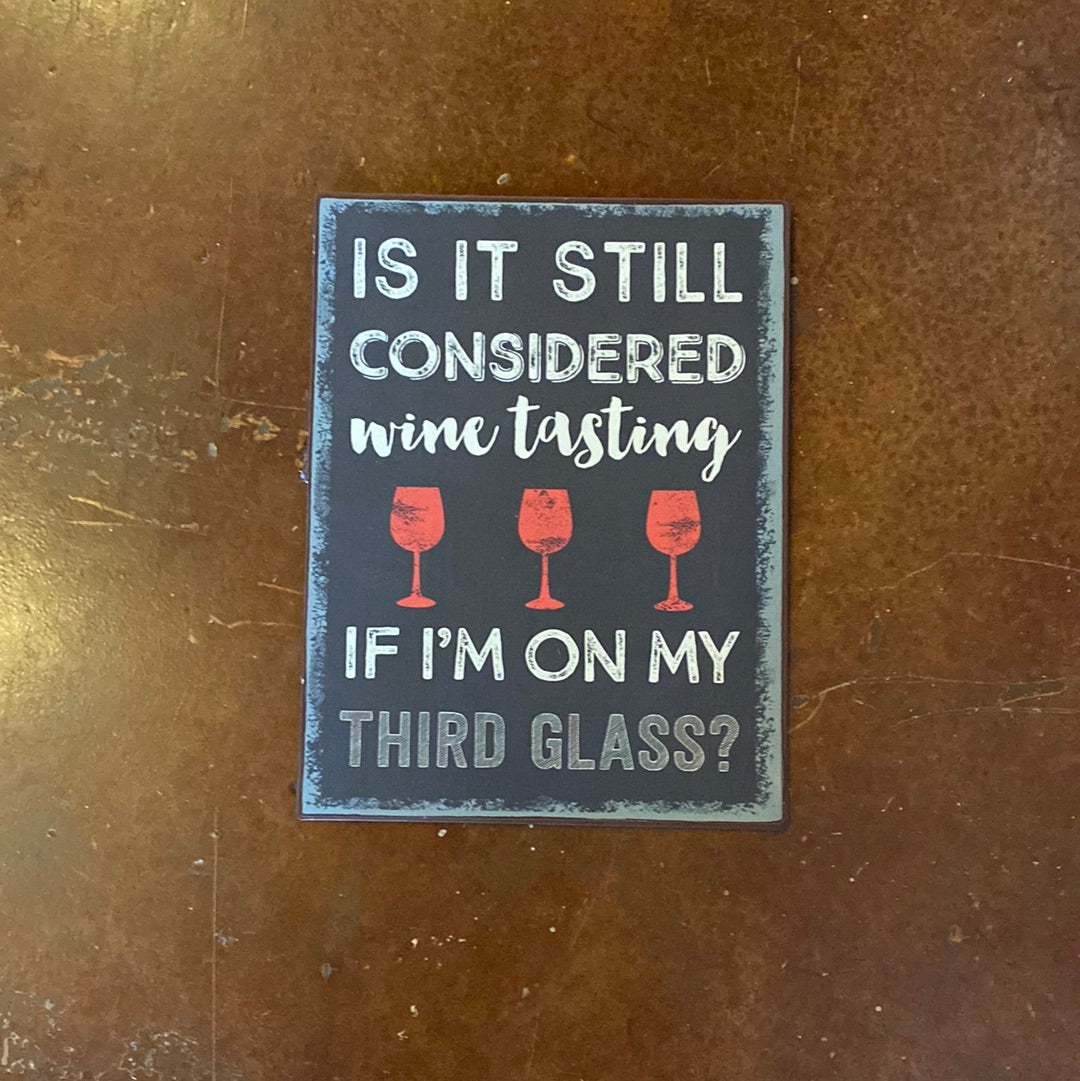 IS IT STILL
CONSIDERED
wine tasting
IF I'M ON MY
THIRD GLASS?